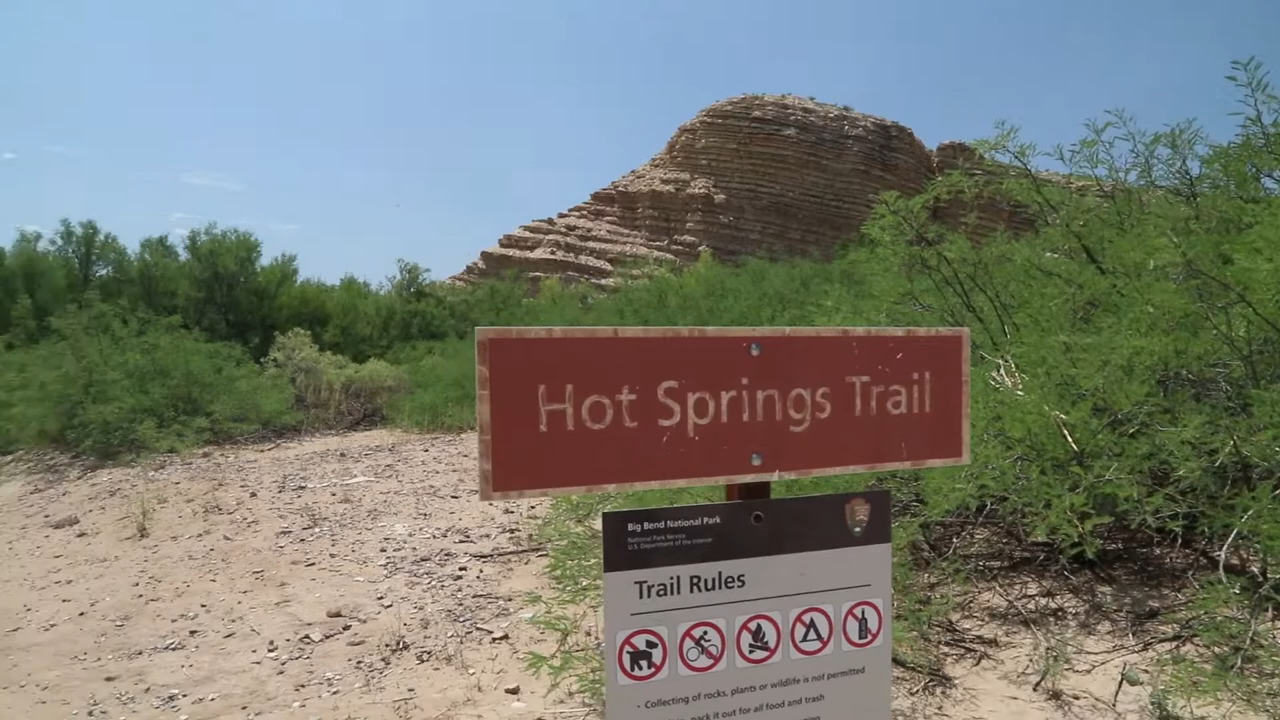 Hot Springs Trail
Big Bend National Park
National Park Service
U.S. Department of the Interior
Trail Rules
· Collecting of rocks, plants or wildlife is not permitted
pack it out for all food and trash